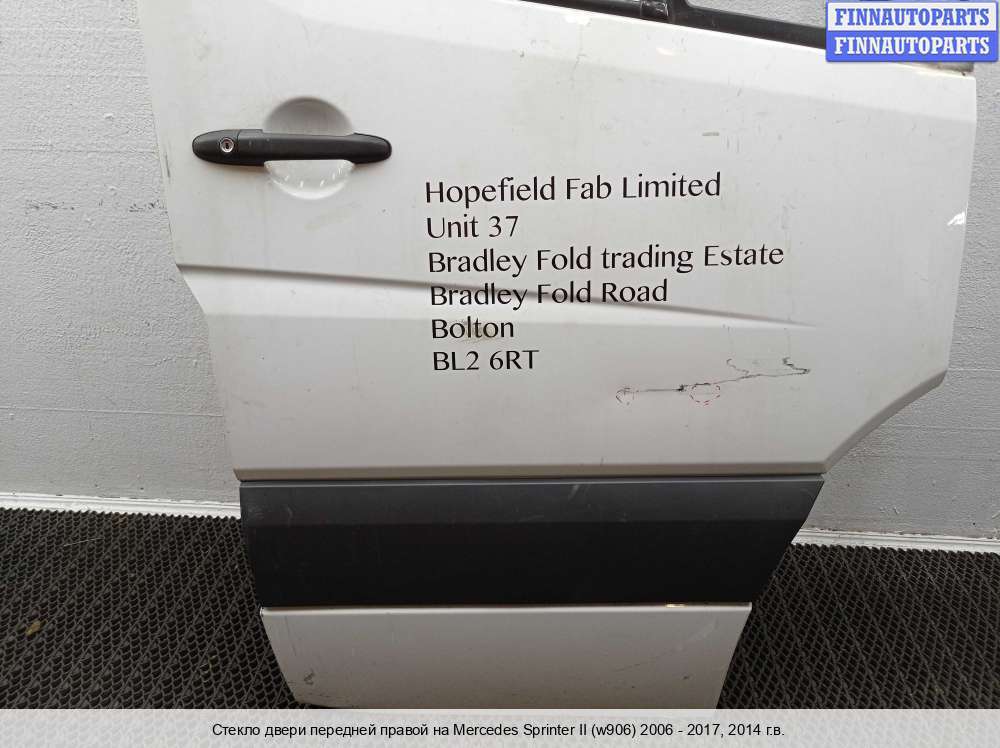 FINNAUTOPARTS
FINNAUTOPARTS
Hopefield Fab Limited
Unit 37
Bradley Fold trading Estate
Bradley Fold Road
Bolton
BL2 6RT
Стекло двери передней правой на Mercedes Sprinter II (w906) 2006 - 2017, 2014 г.в.